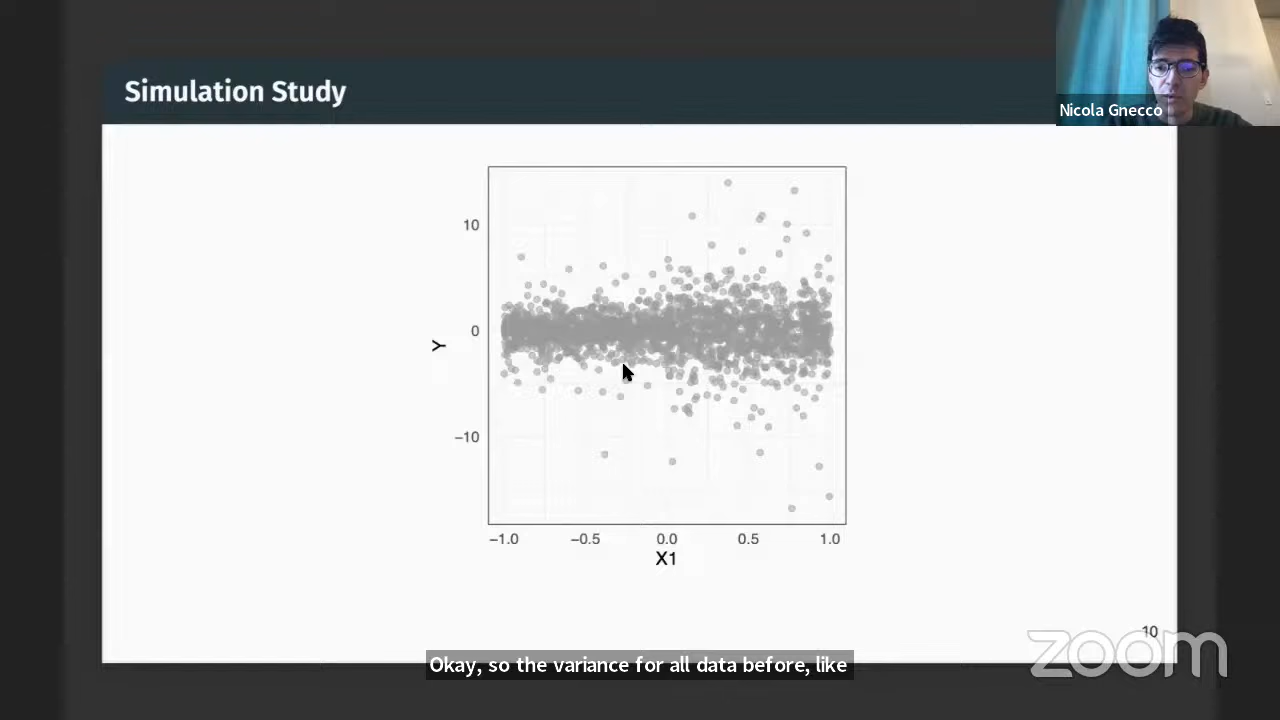 Simulation Study
Nicola Gnecco
10
0
−10
Y
−1.0 −0.5 0.0 0.5 1.0
X1
10
zoom
Okay, so the variance for all data before, like